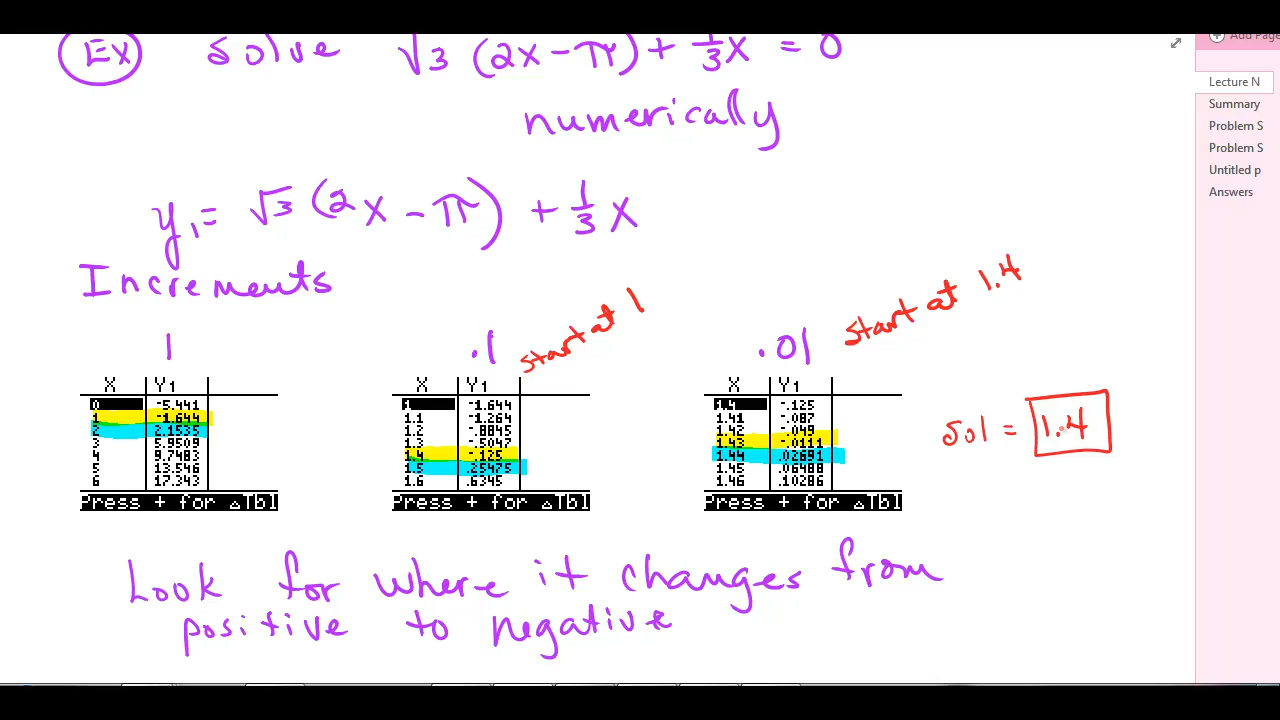 Add Page
Ex solve √3 (2x-π) + 1/3 x = 0
numerically
y₁ = √3 (2x - π) + 1/3 x
Increments
1
.1 start at 1
.01 start at 1.4
X Y₁
0 -5.441
1 -1.644
2 2.1535
3 5.9509
4 9.7483
5 13.546
6 17.343
Press + for △Tbl
X Y₁
1 -1.644
1.1 -1.264
1.2 -.8845
1.3 -.5047
1.4 -.125
1.5 .25475
1.6 .6345
Press + for △Tbl
X Y₁
1.4 -.125
1.41 -.087
1.42 -.049
1.43 -.0111
1.44 .02691
1.45 .06488
1.46 .10286
Press + for △Tbl
sol = 1.4
Look for where it changes from
positive to negative
Lecture N
Summary
Problem S
Problem S
Untitled p
Answers